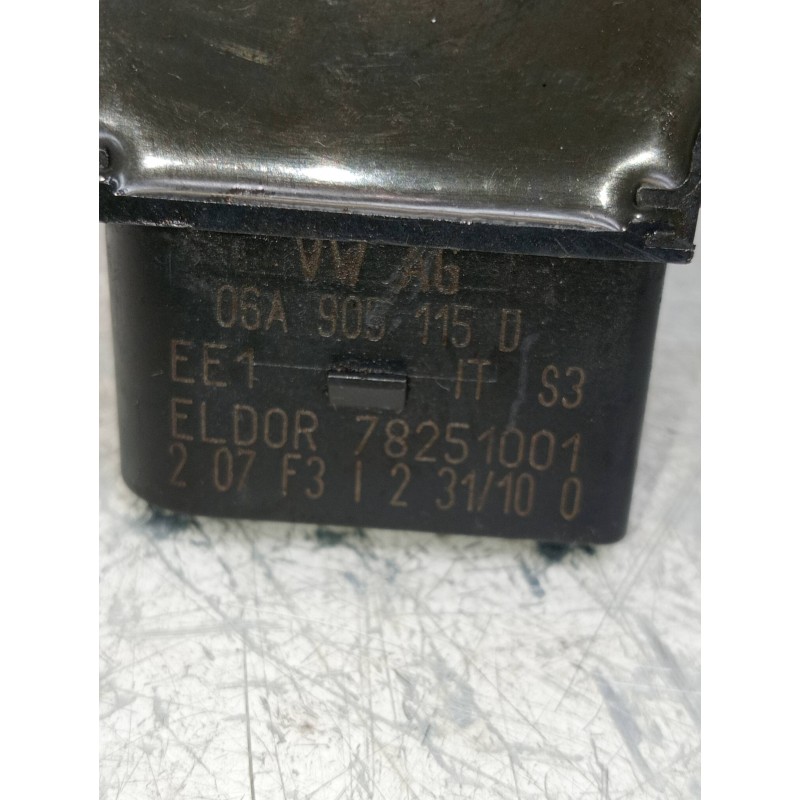 VW AG
06A 905 115 D
EE1 IT S3
ELDOR 78251001
2 07 F3 I 2 31/10 0